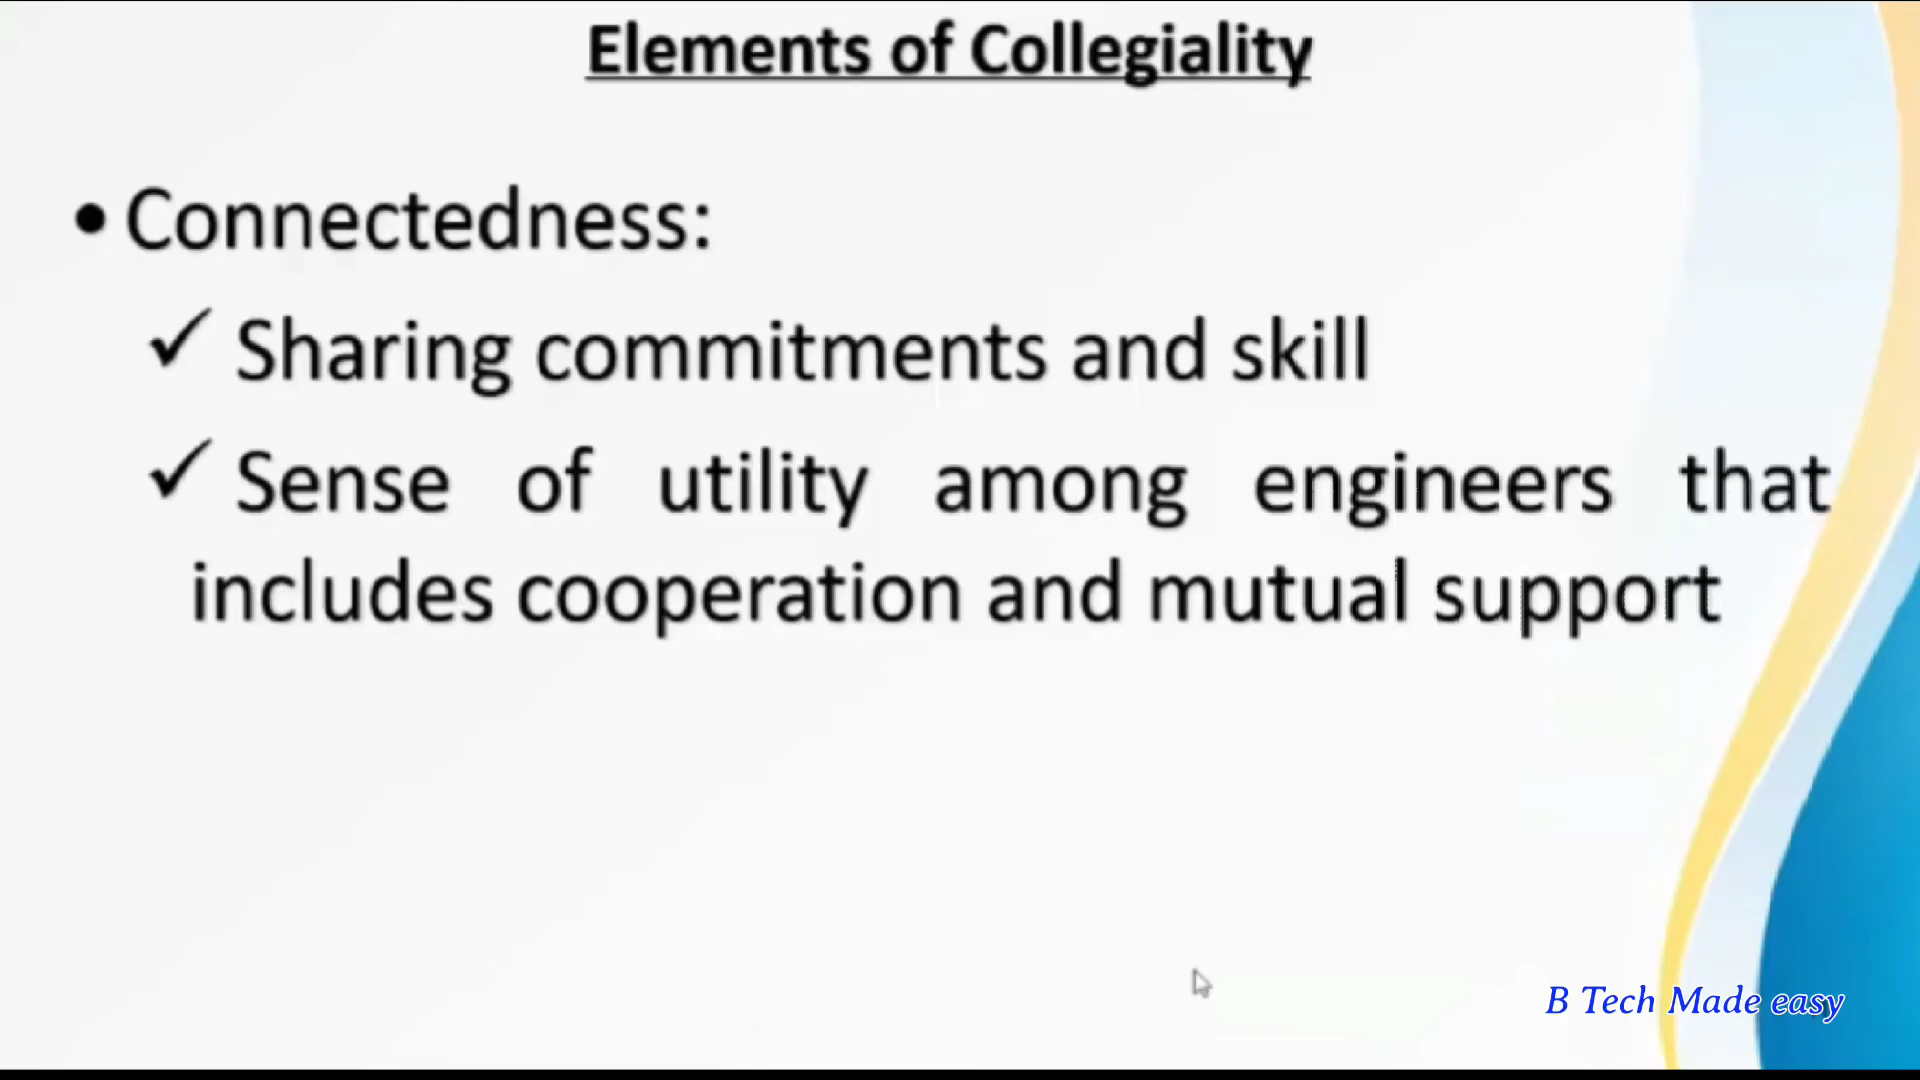 Elements of Collegiality
• Connectedness:
✓ Sharing commitments and skill
✓ Sense of utility among engineers that
includes cooperation and mutual support
B Tech Made easy